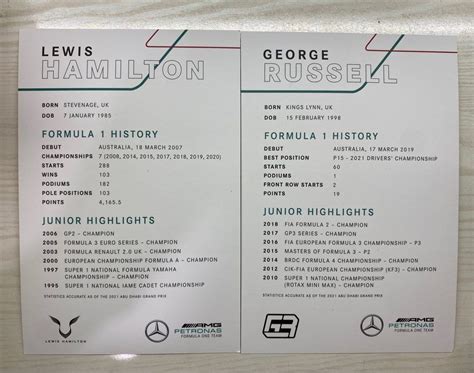 LEWIS
HAMILTON
BORN STEVENAGE, UK
DOB 7 JANUARY 1985
FORMULA 1 HISTORY
DEBUT AUSTRALIA, 18 MARCH 2007
CHAMPIONSHIPS 7 (2008, 2014, 2015, 2017, 2018, 2019, 2020)
STARTS 288
WINS 103
PODIUMS 182
POLE POSITIONS 103
POINTS 4,165.5
JUNIOR HIGHLIGHTS
2006 GP2 - CHAMPION
2005 FORMULA 3 EURO SERIES - CHAMPION
2003 FORMULA RENAULT 2.0 UK - CHAMPION
2000 EUROPEAN CHAMPIONSHIP FORMULA A - CHAMPION
1997 SUPER 1 NATIONAL FORMULA YAMAHA
CHAMPIONSHIP - CHAMPION
1995 SUPER 1 NATIONAL IAME CADET CHAMPIONSHIP
STATISTICS ACCURATE AS OF THE 2021 ABU DHABI GRAND PRIX
LEWIS HAMILTON
AMG
PETRONAS
FORMULA ONE TEAM
GEORGE
RUSSELL
BORN KINGS LYNN, UK
DOB 15 FEBRUARY 1998
FORMULA 1 HISTORY
DEBUT AUSTRALIA, 17 MARCH 2019
BEST POSITION P15 - 2021 DRIVERS' CHAMPIONSHIP
STARTS 60
PODIUMS 1
FRONT ROW STARTS 2
POINTS 19
JUNIOR HIGHLIGHTS
2018 FIA FORMULA 2 - CHAMPION
2017 GP3 SERIES - CHAMPION
2016 FIA EUROPEAN FORMULA 3 CHAMPIONSHIP - P3
2015 MASTERS OF FORMULA 3 - P2
2014 BRDC FORMULA 4 CHAMPIONSHIP - CHAMPION
2012 CIK-FIA EUROPEAN CHAMPIONSHIP (KF3) - CHAMPION
2010 SUPER 1 NATIONAL CHAMPIONSHIP
(ROTAX MINI MAX) - CHAMPION
STATISTICS ACCURATE AS OF THE 2021 ABU DHABI GRAND PRIX
GR
AMG
PETRONAS
FORMULA ONE TEAM